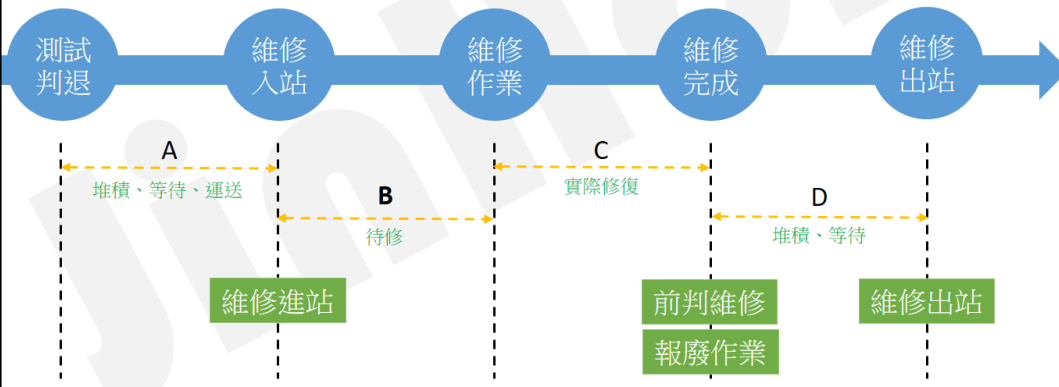 測試
判退
維修
入站
維修
作業
維修
完成
維修
出站
A
堆積、等待、運送
B
待修
C
實際修復
D
堆積、等待
維修進站
前判維修
報廢作業
維修出站